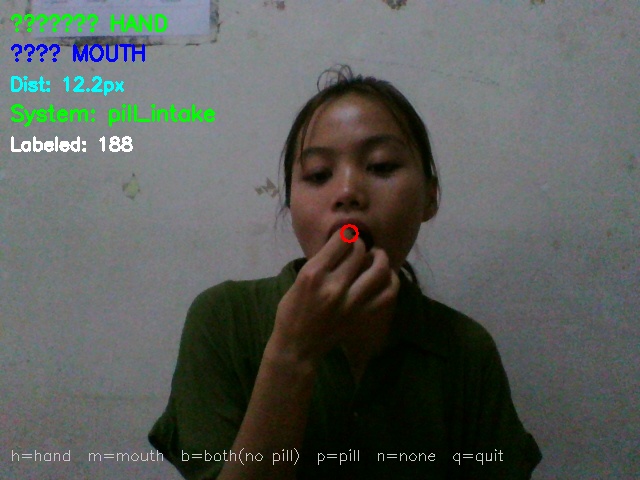 ??????? HAND
???? MOUTH
Dist: 12.2px
System: pill_intake
Labeled: 188
h=hand m=mouth b=both(no pill) p=pill n=none q=quit